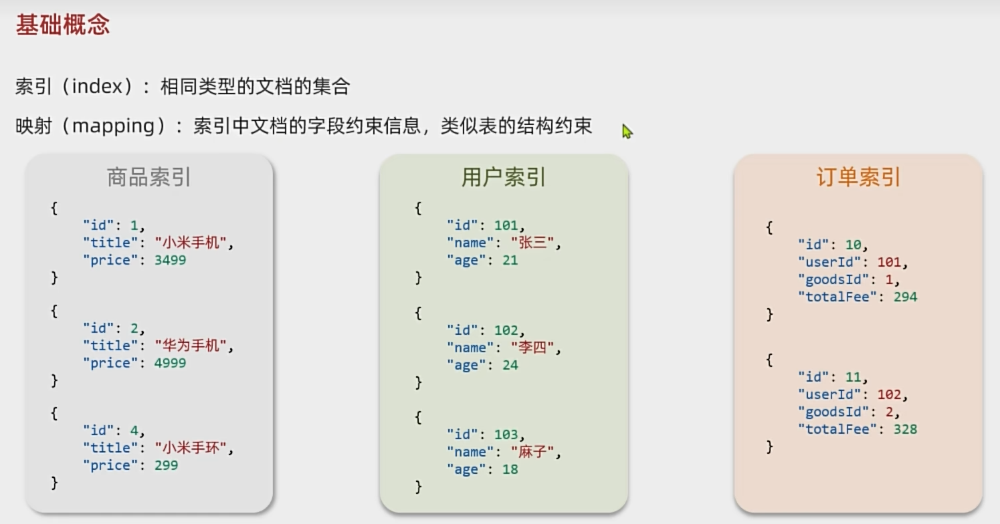 基础概念
索引（index）：相同类型的文档的集合
映射（mapping）：索引中文档的字段约束信息，类似表的结构约束
商品索引
{
"id": 1,
"title": "小米手机",
"price": 3499
}
{
"id": 2,
"title": "华为手机",
"price": 4999
}
{
"id": 4,
"title": "小米手环",
"price": 299
}
用户索引
{
"id": 101,
"name": "张三",
"age": 21
}
{
"id": 102,
"name": "李四",
"age": 24
}
{
"id": 103,
"name": "麻子",
"age": 18
}
订单索引
{
"id": 10,
"userId": 101,
"goodsId": 1,
"totalFee": 294
}
{
"id": 11,
"userId": 102,
"goodsId": 2,
"totalFee": 328
}